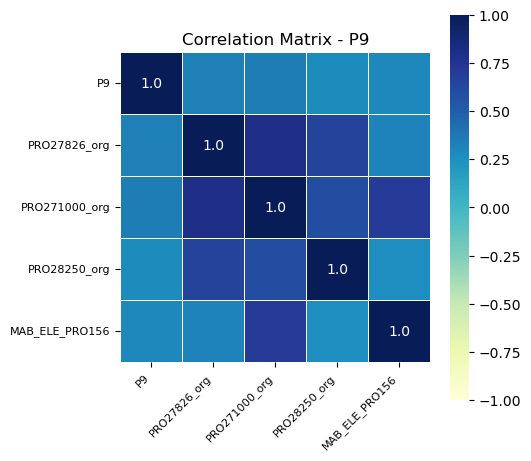 Correlation Matrix - P9
P9
PRO27826_org
PRO271000_org
PRO28250_org
MAB_ELE_PRO156
1.0
1.0
1.0
1.0
1.0
P9
PRO27826_org
PRO271000_org
PRO28250_org
MAB_ELE_PRO156
1.00
0.75
0.50
0.25
0.00
−0.25
−0.50
−0.75
−1.00